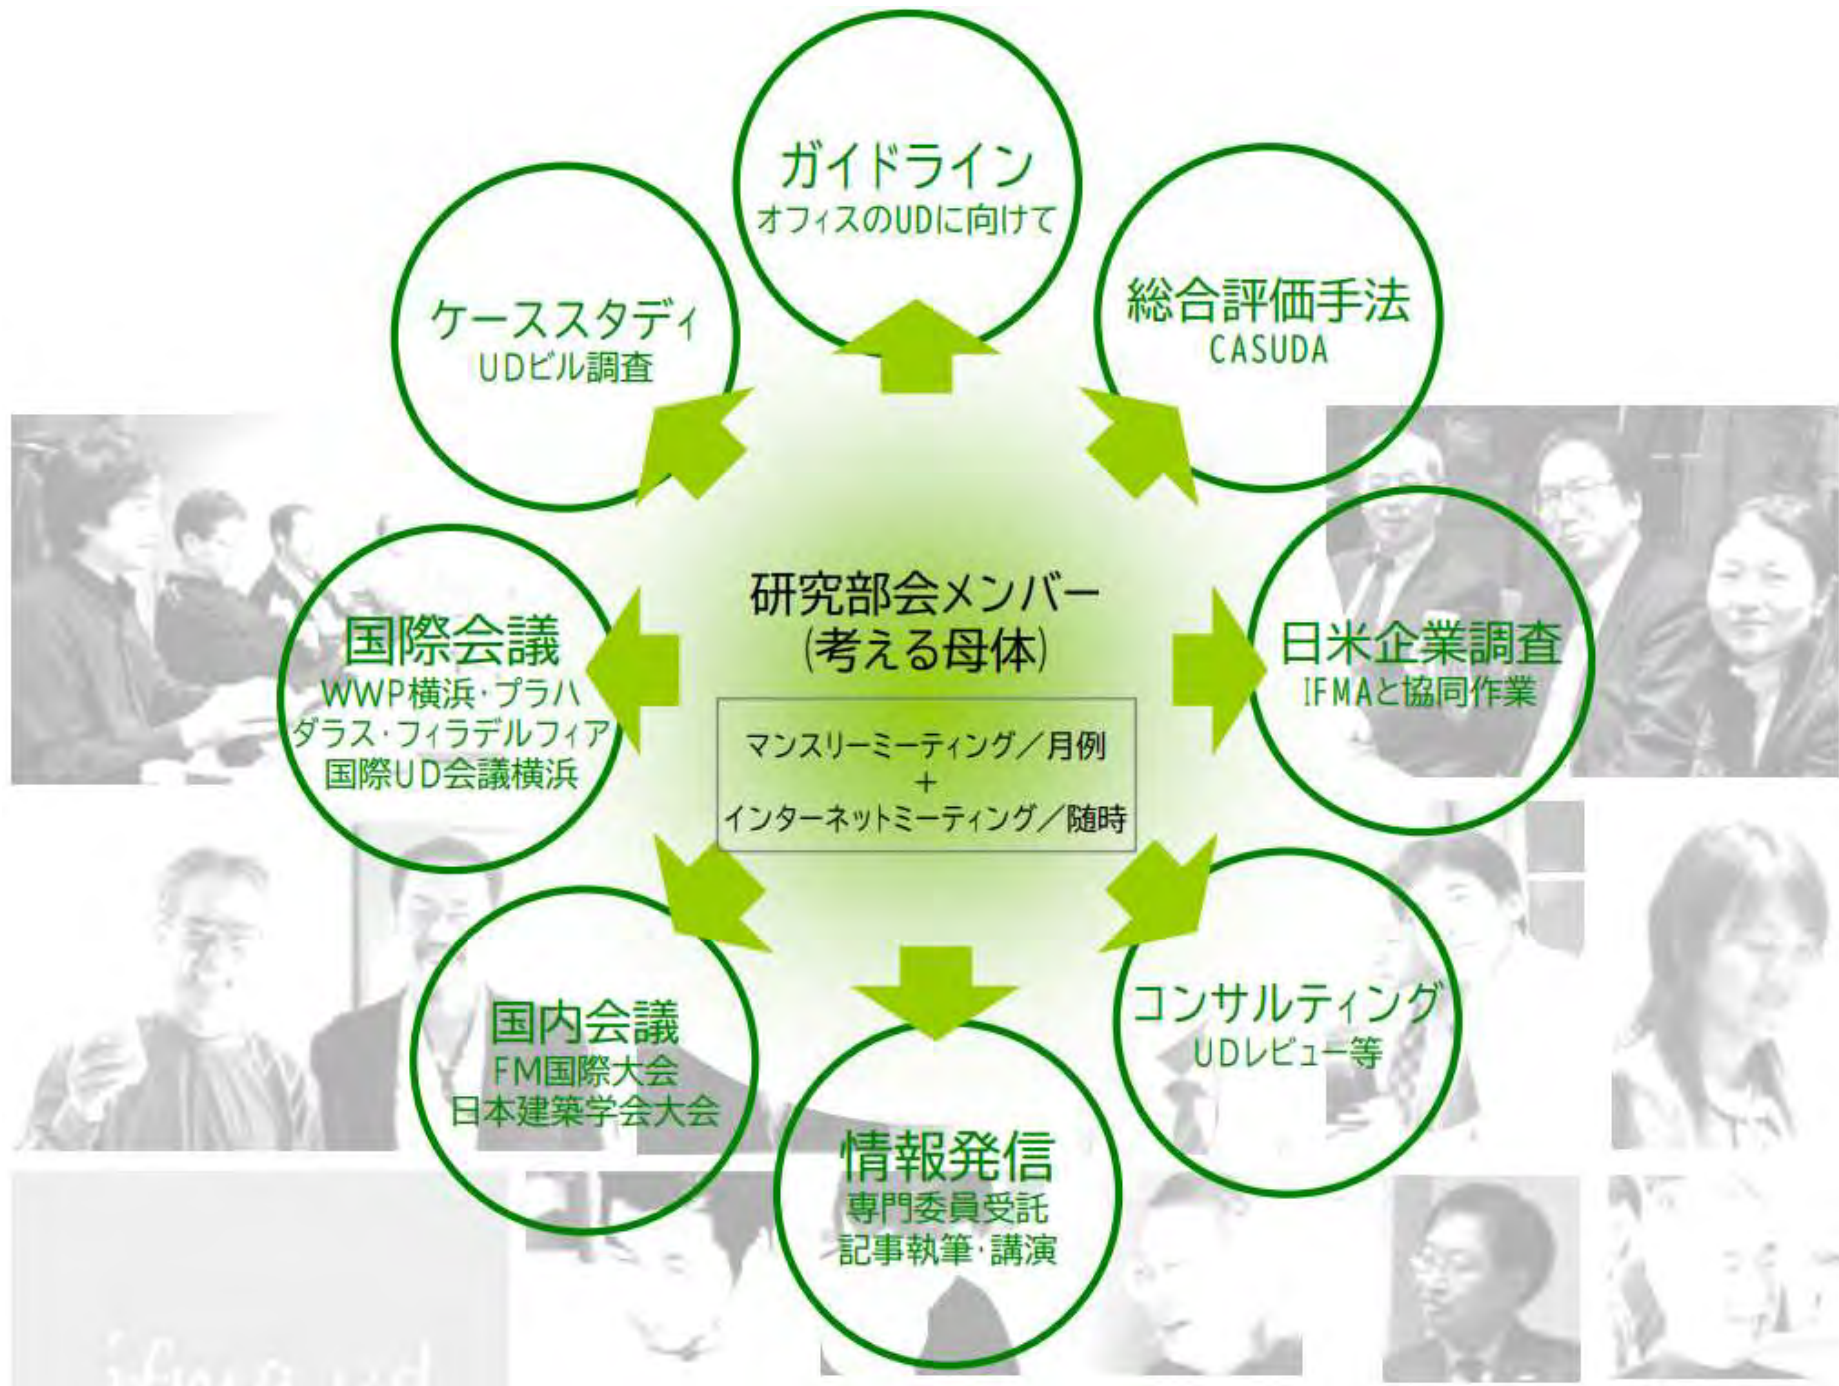 ガイドライン
オフィスのUDに向けて
総合評価手法
CASUDA
ケーススタディ
UDビル調査
研究部会メンバー
(考える母体)
マンスリーミーティング／月例
+
インターネットミーティング／随時
日米企業調査
IFMAと協同作業
国際会議
WWP横浜・プラハ
ダラス・フィラデルフィア
国際UD会議横浜
コンサルティング
UDレビュー等
国内会議
FM国際大会
日本建築学会大会
情報発信
専門委員受託
記事執筆・講演